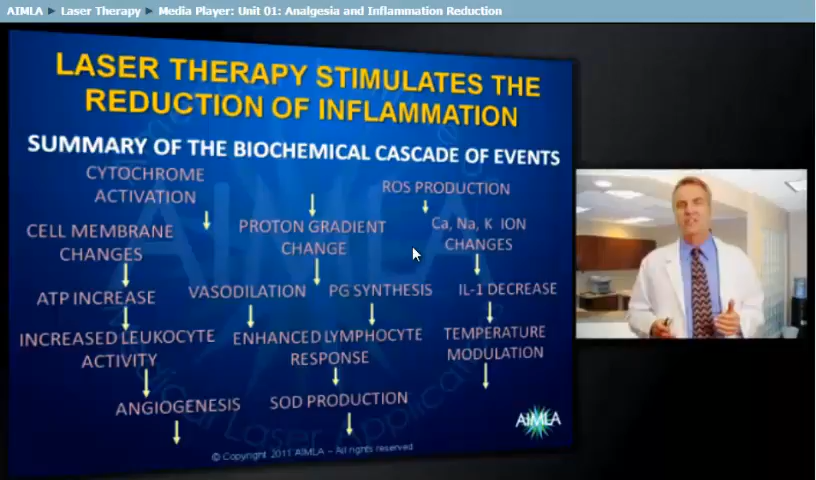 AIMLA ► Laser Therapy ► Media Player: Unit 01: Analgesia and Inflammation Reduction
LASER THERAPY STIMULATES THE
REDUCTION OF INFLAMMATION
SUMMARY OF THE BIOCHEMICAL CASCADE OF EVENTS
CYTOCHROME
ACTIVATION
ROS PRODUCTION
CELL MEMBRANE
CHANGES
PROTON GRADIENT
CHANGE
Ca, Na, K ION
CHANGES
ATP INCREASE
VASODILATION
PG SYNTHESIS
IL-1 DECREASE
INCREASED LEUKOCYTE
ACTIVITY
ENHANCED LYMPHOCYTE
RESPONSE
TEMPERATURE
MODULATION
ANGIOGENESIS
SOD PRODUCTION
AIMLA
© Copyright 2011 AIMLA – All rights reserved